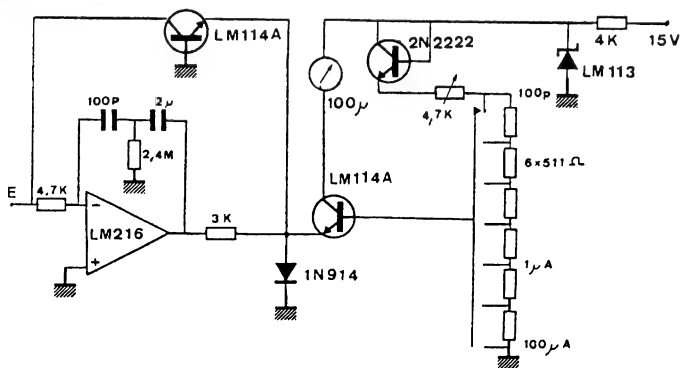 LM114A
2N2222
4K
15V
LM113
100μ
4,7K
100p
100P
2μ
2,4M
6×511 Ω
LM114A
E
4.7K
−
LM216
+
3K
1N914
1μA
100μA